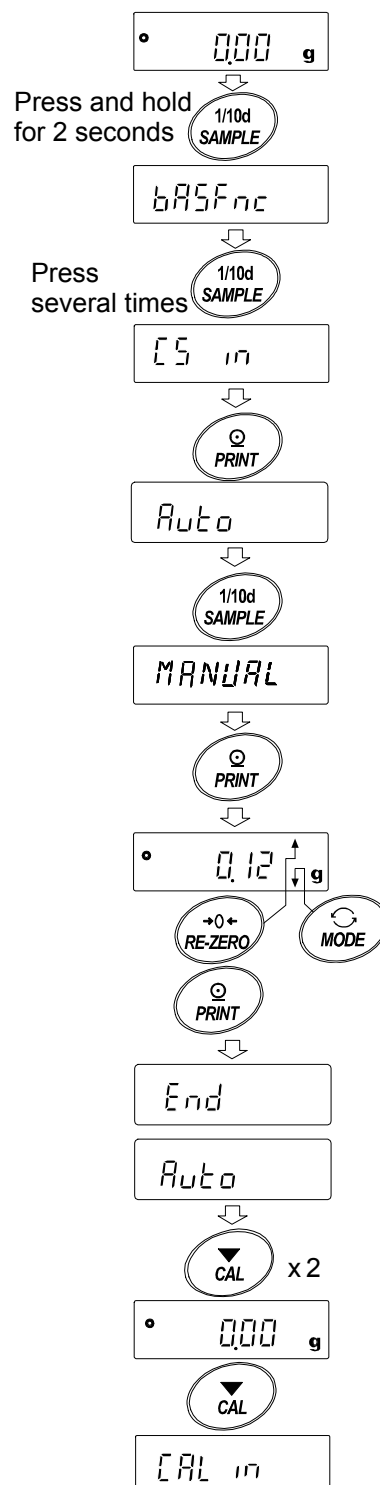 0.00 g
Press and hold
for 2 seconds
1/10d
SAMPLE
bASFnc
Press
several times
1/10d
SAMPLE
CS in
PRINT
Auto
1/10d
SAMPLE
MANUAL
PRINT
0.12 g
→0←
RE-ZERO
MODE
PRINT
End
Auto
CAL
x 2
0.00 g
CAL
CAL in